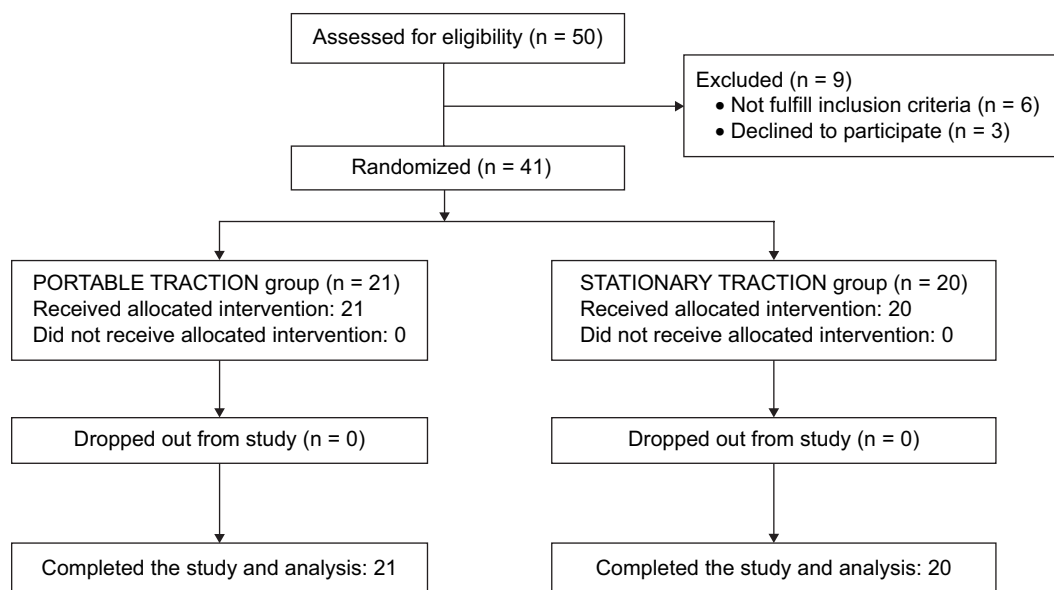 Assessed for eligibility (n = 50)
Excluded (n = 9)
• Not fulfill inclusion criteria (n = 6)
• Declined to participate (n = 3)
Randomized (n = 41)
PORTABLE TRACTION group (n = 21)
Received allocated intervention: 21
Did not receive allocated intervention: 0
STATIONARY TRACTION group (n = 20)
Received allocated intervention: 20
Did not receive allocated intervention: 0
Dropped out from study (n = 0)
Dropped out from study (n = 0)
Completed the study and analysis: 21
Completed the study and analysis: 20